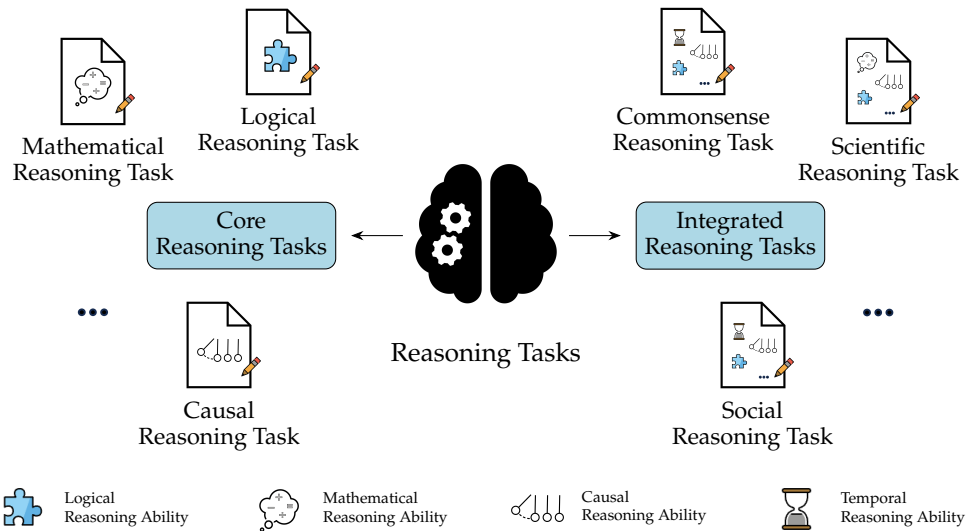 Mathematical
Reasoning Task
Logical
Reasoning Task
Commonsense
Reasoning Task
Scientific
Reasoning Task
Core
Reasoning Tasks
Integrated
Reasoning Tasks
Reasoning Tasks
Causal
Reasoning Task
Social
Reasoning Task
Logical
Reasoning Ability
Mathematical
Reasoning Ability
Causal
Reasoning Ability
Temporal
Reasoning Ability